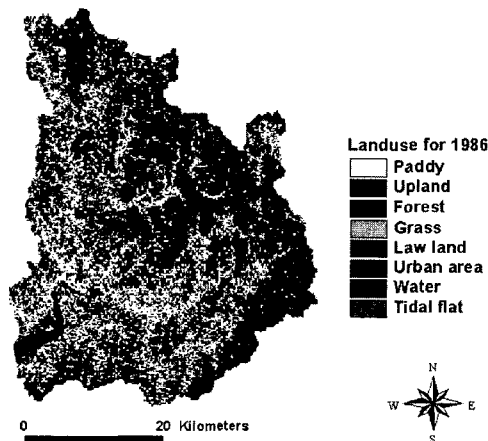 Landuse for 1986
Paddy
Upland
Forest
Grass
Law land
Urban area
Water
Tidal flat
N
W E
S
0 20 Kilometers